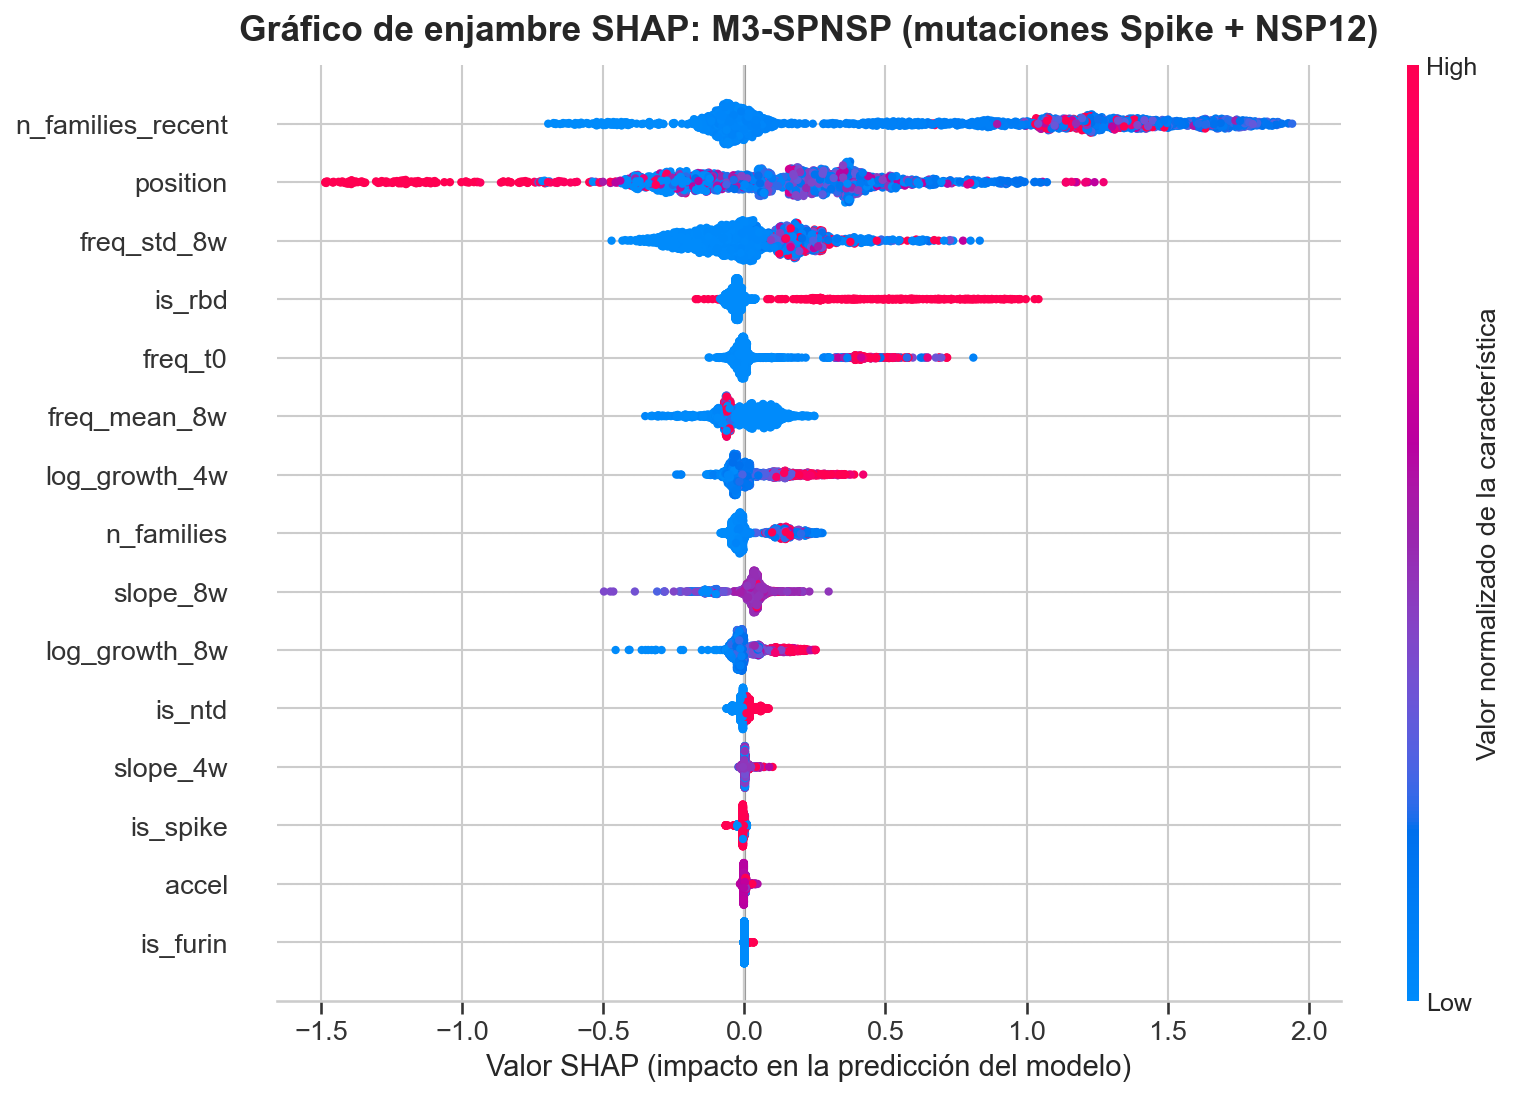 Gráfico de enjambre SHAP: M3-SPNSP (mutaciones Spike + NSP12)
High
n_families_recent
position
freq_std_8w
is_rbd
freq_t0
freq_mean_8w
log_growth_4w
n_families
slope_8w
log_growth_8w
is_ntd
slope_4w
is_spike
accel
is_furin
Valor normalizado de la característica
Low
−1.5 −1.0 −0.5 0.0 0.5 1.0 1.5 2.0
Valor SHAP (impacto en la predicción del modelo)